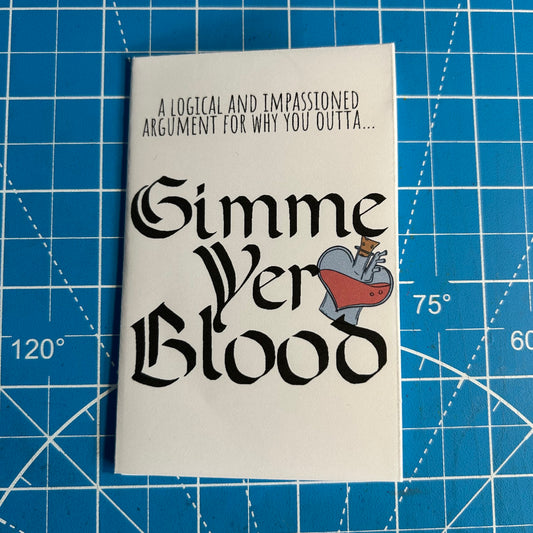 A LOGICAL AND IMPASSIONED
ARGUMENT FOR WHY YOU OUTTA...
Gimme
Yer
Blood
120°
75°
60